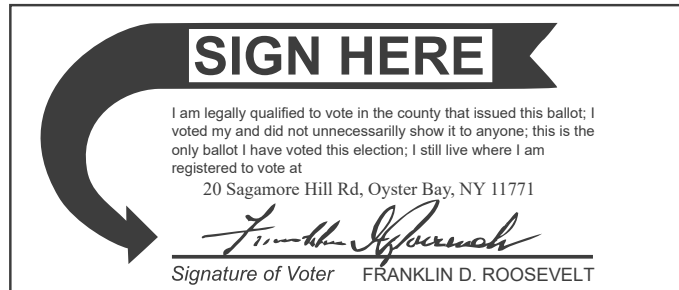 SIGN HERE
I am legally qualified to vote in the county that issued this ballot; I
voted my and did not unnecessarilly show it to anyone; this is the
only ballot I have voted this election; I still live where I am
registered to vote at
20 Sagamore Hill Rd, Oyster Bay, NY 11771
Signature of Voter FRANKLIN D. ROOSEVELT